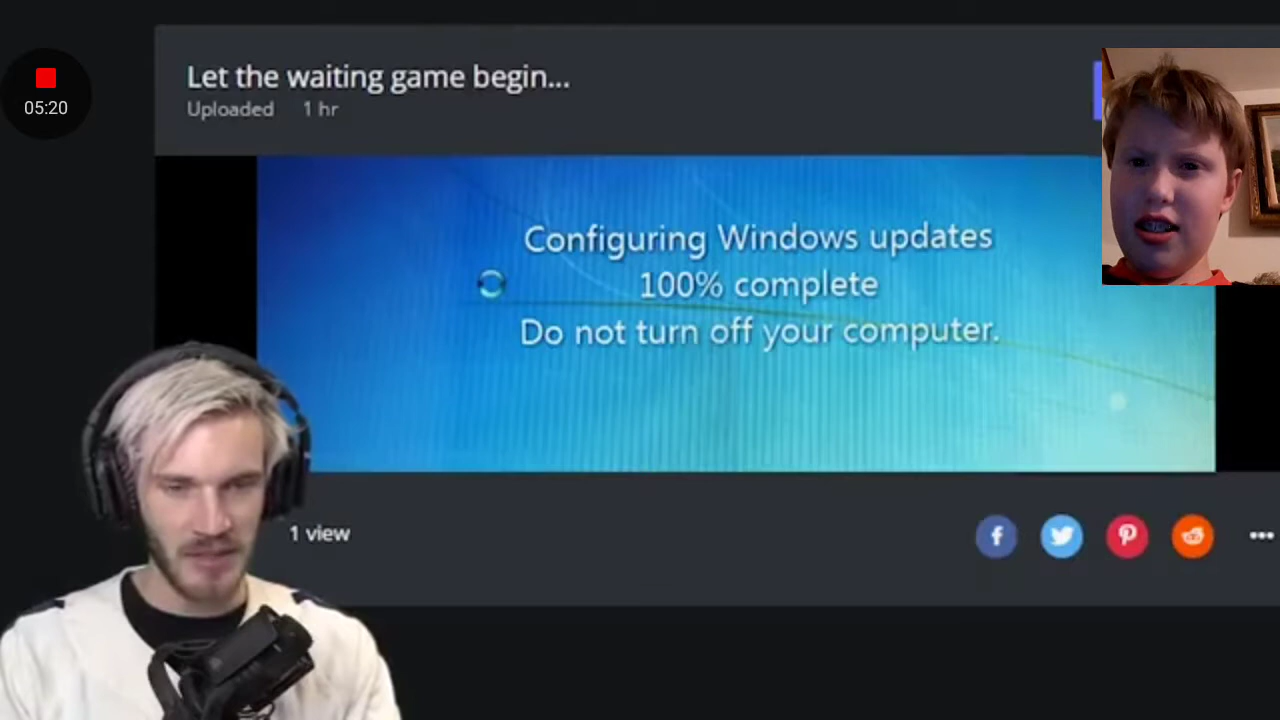 Let the waiting game begin...
Uploaded 1 hr
05:20
Configuring Windows updates
100% complete
Do not turn off your computer.
1 view